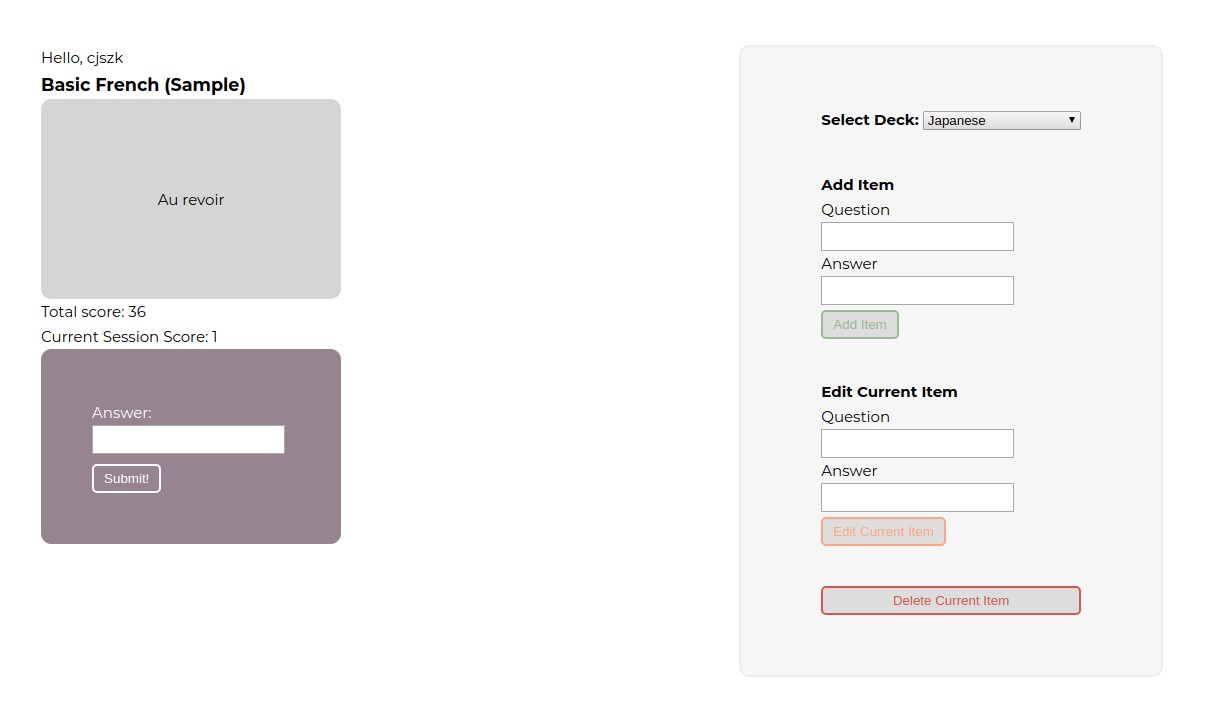 Hello, cjszk
Basic French (Sample)
Au revoir
Total score: 36
Current Session Score: 1
Answer:
Submit!
Select Deck: Japanese
Add Item
Question
Answer
Add Item
Edit Current Item
Question
Answer
Edit Current Item
Delete Current Item